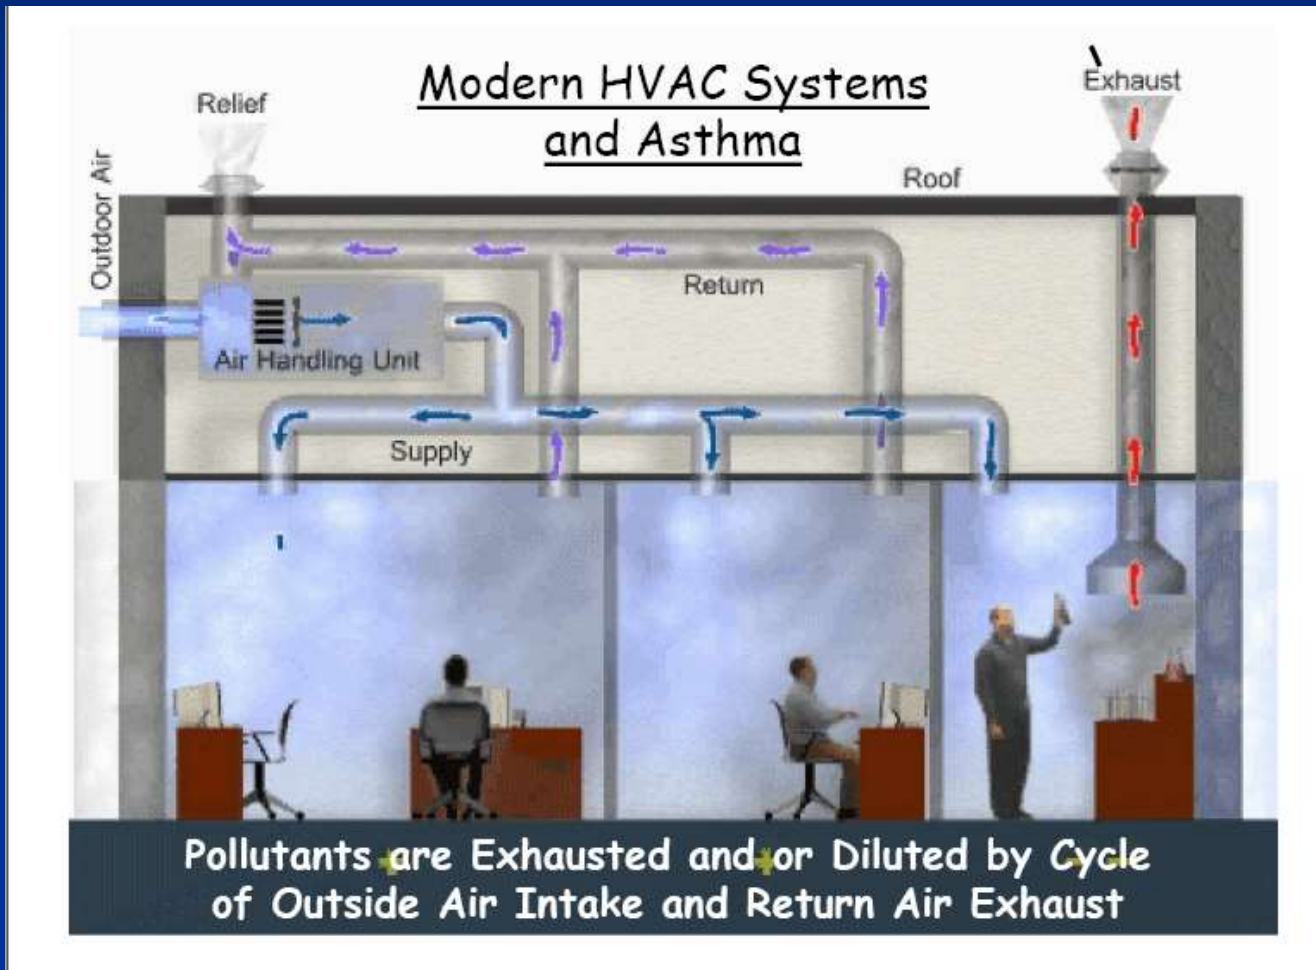 Modern HVAC Systems
and Asthma
Relief
Exhaust
Outdoor Air
Roof
Return
Air Handling Unit
Supply
Pollutants are Exhausted and or Diluted by Cycle
of Outside Air Intake and Return Air Exhaust